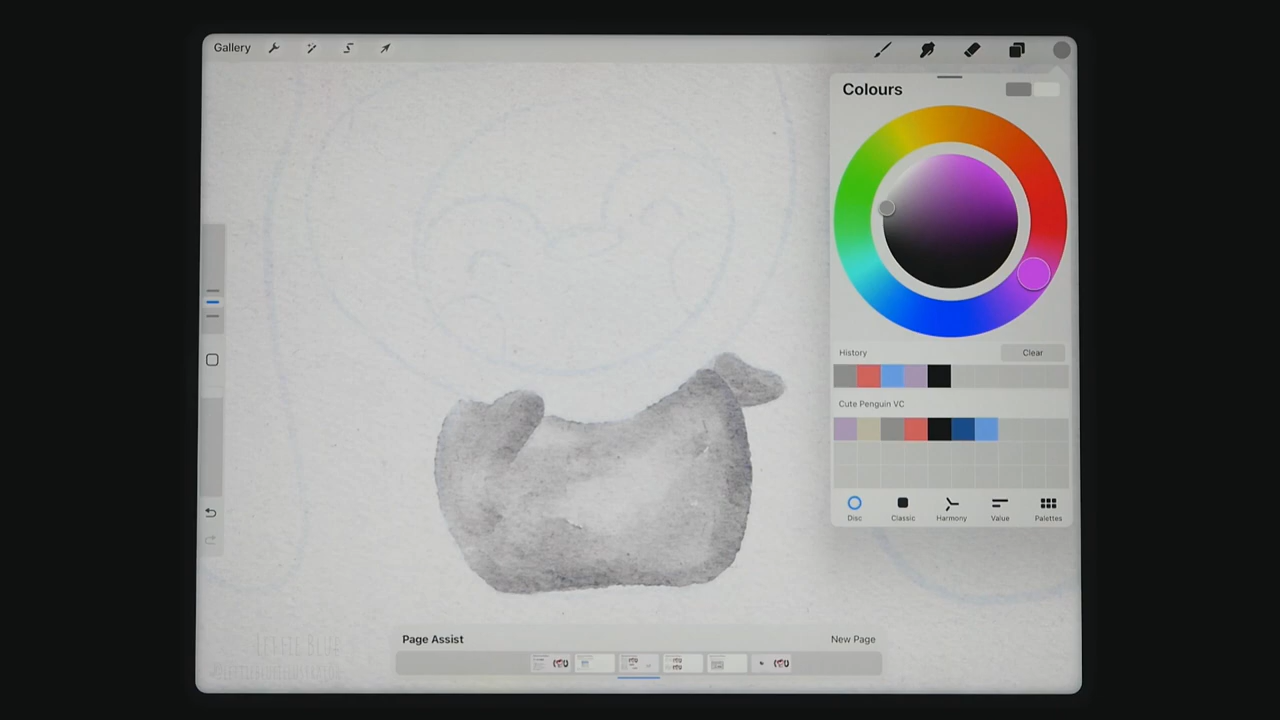 Gallery
Colours
History
Clear
Cute Penguin VC
Disc
Classic
Harmony
Value
Palettes
Page Assist
New Page